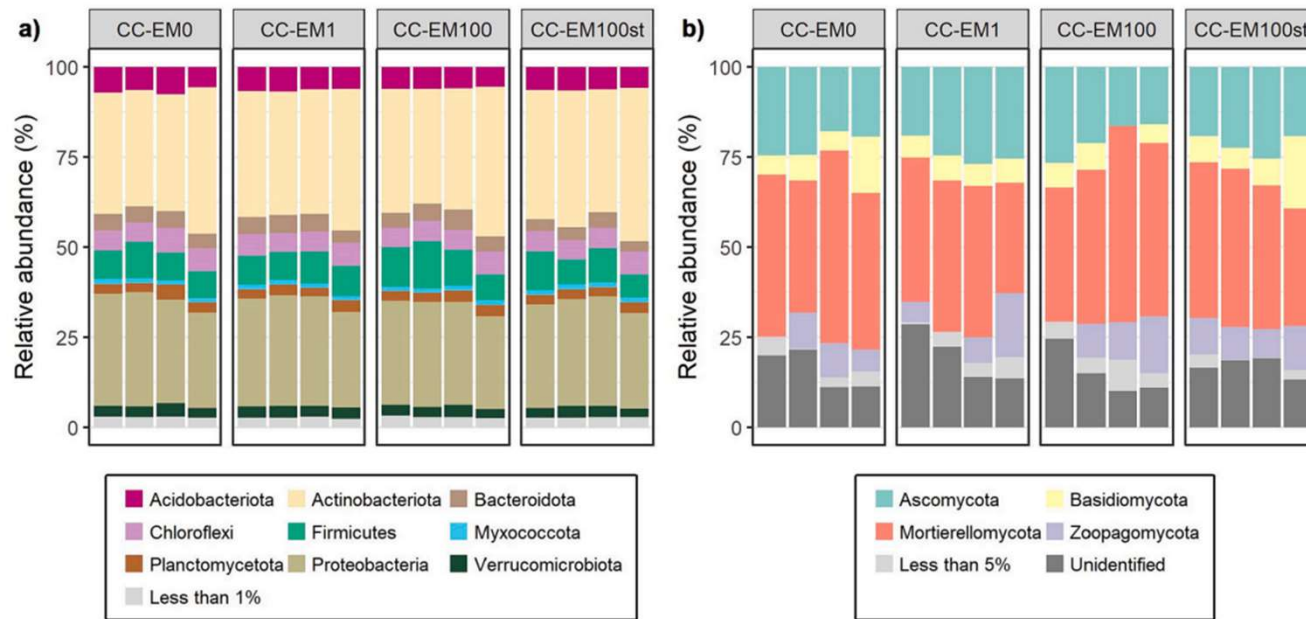 a) CC-EM0 CC-EM1 CC-EM100 CC-EM100st
Relative abundance (%)
100
75
50
25
0
Acidobacteriota Actinobacteriota Bacteroidota
Chloroflexi Firmicutes Myxococcota
Planctomycetota Proteobacteria Verrucomicrobiota
Less than 1%
b) CC-EM0 CC-EM1 CC-EM100 CC-EM100st
Relative abundance (%)
100
75
50
25
0
Ascomycota Basidiomycota
Mortierellomycota Zoopagomycota
Less than 5% Unidentified